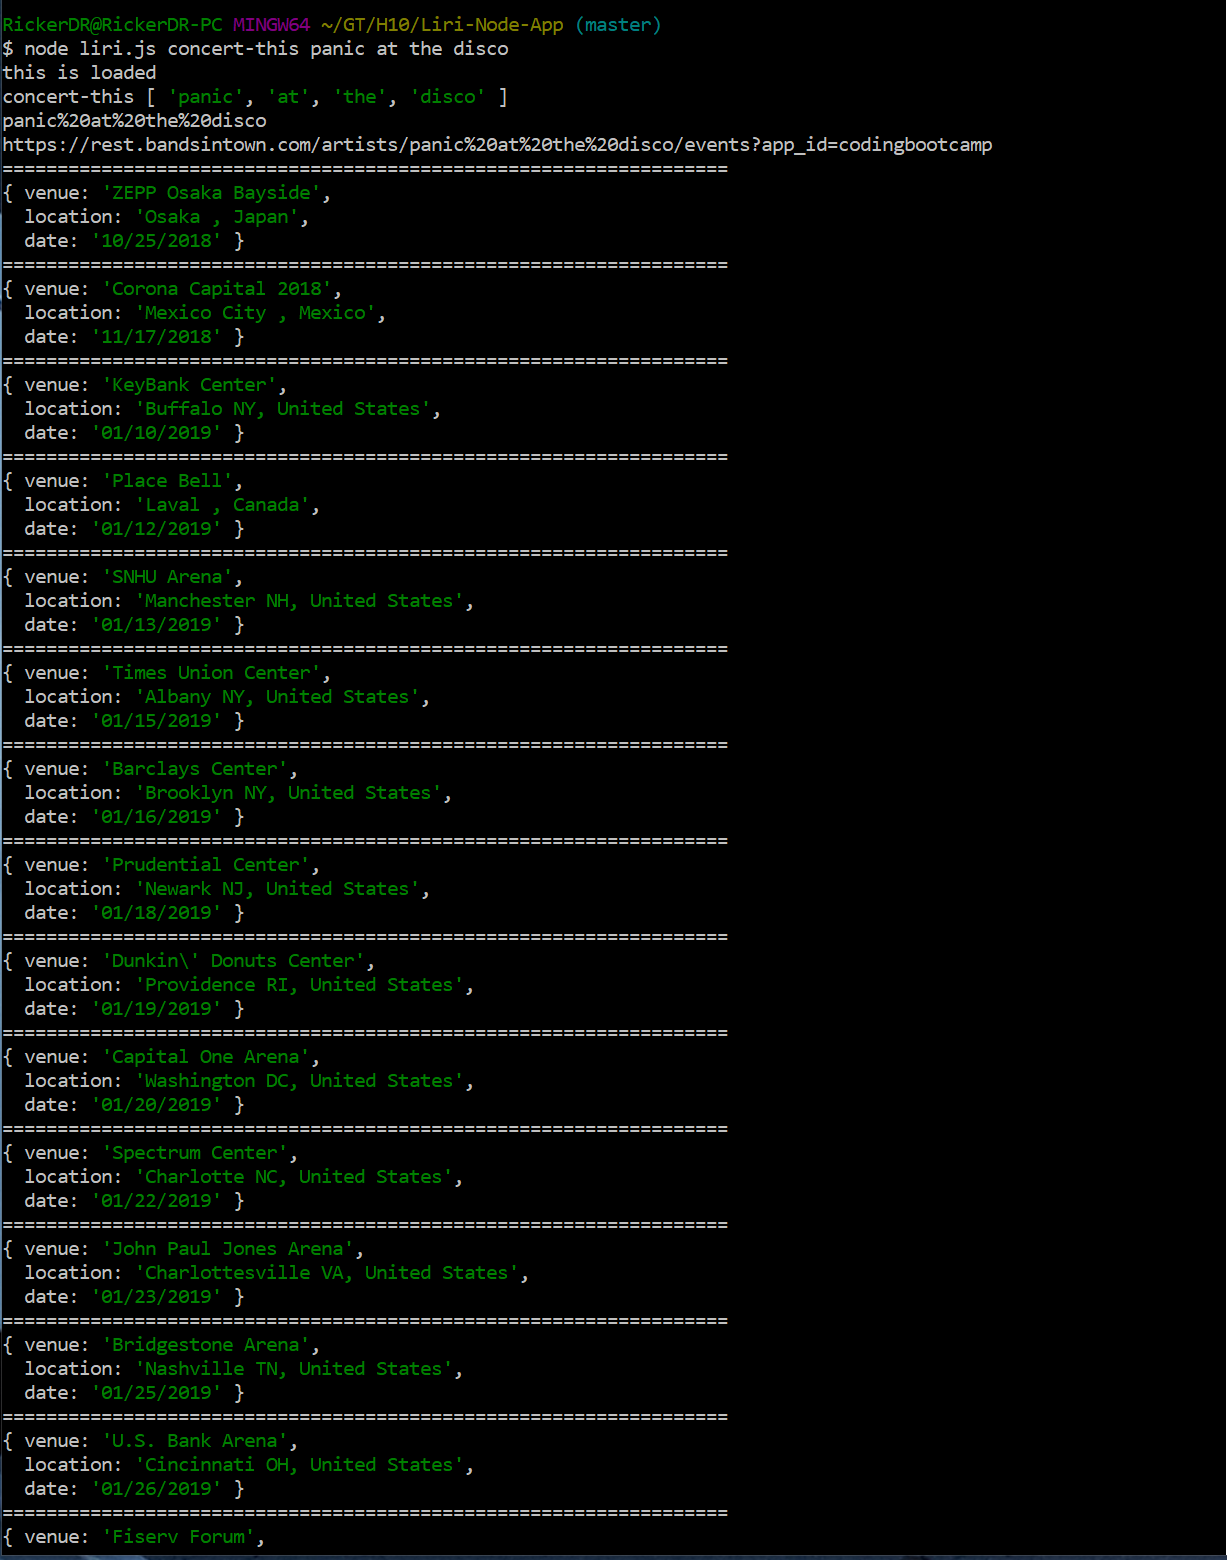 RickerDR@RickerDR-PC MINGW64 ~/GT/H10/Liri-Node-App (master)
$ node liri.js concert-this panic at the disco
this is loaded
concert-this [ 'panic', 'at', 'the', 'disco' ]
panic%20at%20the%20disco
https://rest.bandsintown.com/artists/panic%20at%20the%20disco/events?app_id=codingbootcamp
==================================================================
{ venue: 'ZEPP Osaka Bayside',
  location: 'Osaka , Japan',
  date: '10/25/2018' }
==================================================================
{ venue: 'Corona Capital 2018',
  location: 'Mexico City , Mexico',
  date: '11/17/2018' }
==================================================================
{ venue: 'KeyBank Center',
  location: 'Buffalo NY, United States',
  date: '01/10/2019' }
==================================================================
{ venue: 'Place Bell',
  location: 'Laval , Canada',
  date: '01/12/2019' }
==================================================================
{ venue: 'SNHU Arena',
  location: 'Manchester NH, United States',
  date: '01/13/2019' }
==================================================================
{ venue: 'Times Union Center',
  location: 'Albany NY, United States',
  date: '01/15/2019' }
==================================================================
{ venue: 'Barclays Center',
  location: 'Brooklyn NY, United States',
  date: '01/16/2019' }
==================================================================
{ venue: 'Prudential Center',
  location: 'Newark NJ, United States',
  date: '01/18/2019' }
==================================================================
{ venue: 'Dunkin\' Donuts Center',
  location: 'Providence RI, United States',
  date: '01/19/2019' }
==================================================================
{ venue: 'Capital One Arena',
  location: 'Washington DC, United States',
  date: '01/20/2019' }
==================================================================
{ venue: 'Spectrum Center',
  location: 'Charlotte NC, United States',
  date: '01/22/2019' }
==================================================================
{ venue: 'John Paul Jones Arena',
  location: 'Charlottesville VA, United States',
  date: '01/23/2019' }
==================================================================
{ venue: 'Bridgestone Arena',
  location: 'Nashville TN, United States',
  date: '01/25/2019' }
==================================================================
{ venue: 'U.S. Bank Arena',
  location: 'Cincinnati OH, United States',
  date: '01/26/2019' }
==================================================================
{ venue: 'Fiserv Forum',